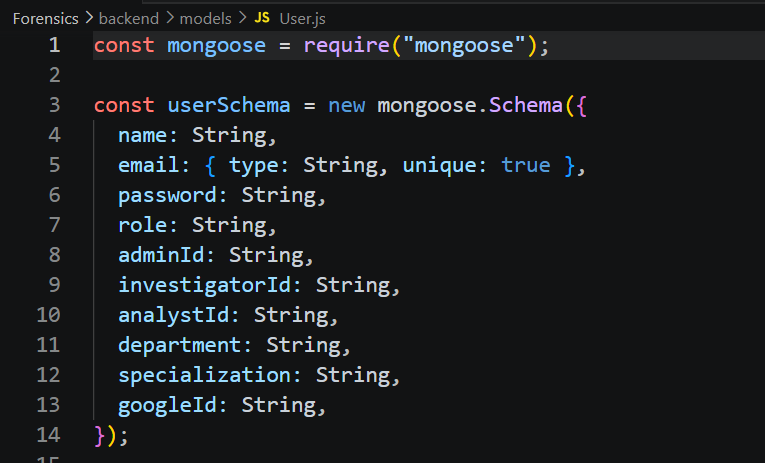 Forensics > backend > models > JS User.js
1 const mongoose = require("mongoose");
2
3 const userSchema = new mongoose.Schema({
4 name: String,
5 email: { type: String, unique: true },
6 password: String,
7 role: String,
8 adminId: String,
9 investigatorId: String,
10 analystId: String,
11 department: String,
12 specialization: String,
13 googleId: String,
14 });
15